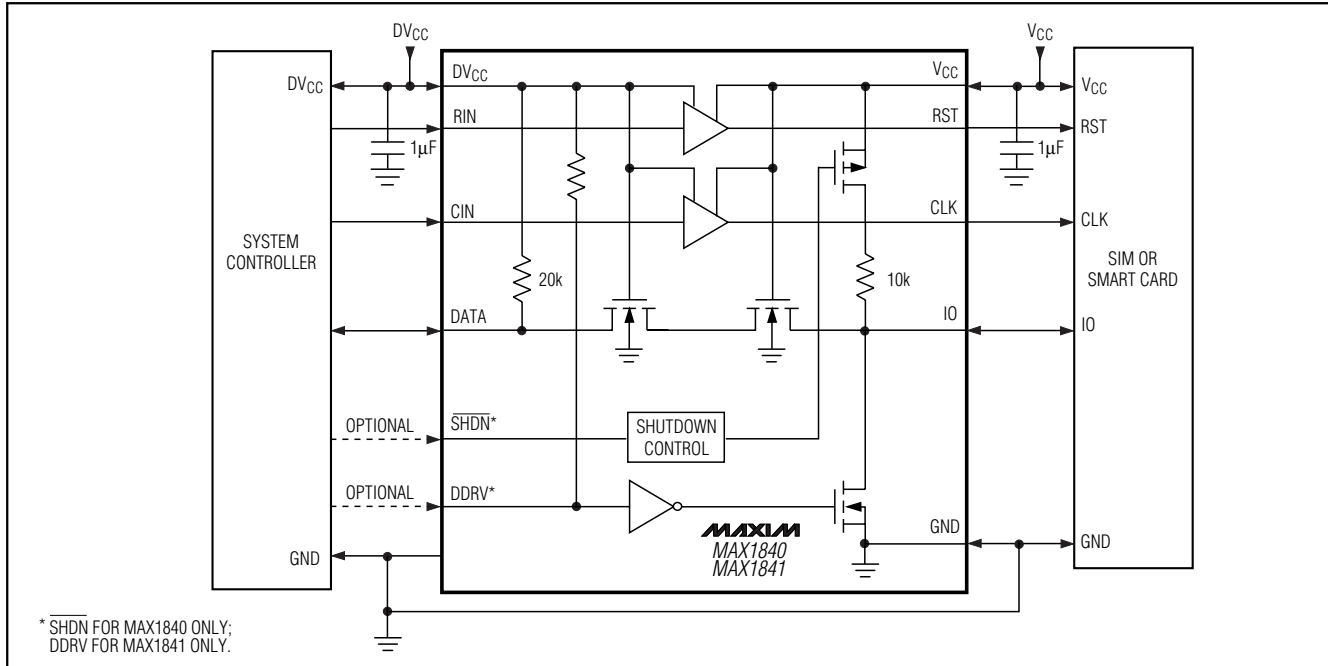 DVCC
VCC
DVCC
DVCC
VCC
VCC
RIN
RST
RST
1µF
1µF
CIN
CLK
CLK
SYSTEM
CONTROLLER
20k
10k
SIM OR
SMART CARD
DATA
IO
IO
OPTIONAL
SHDN*
SHUTDOWN
CONTROL
OPTIONAL
DDRV*
MAXIM
MAX1840
MAX1841
GND
GND
GND
* SHDN FOR MAX1840 ONLY;
DDRV FOR MAX1841 ONLY.